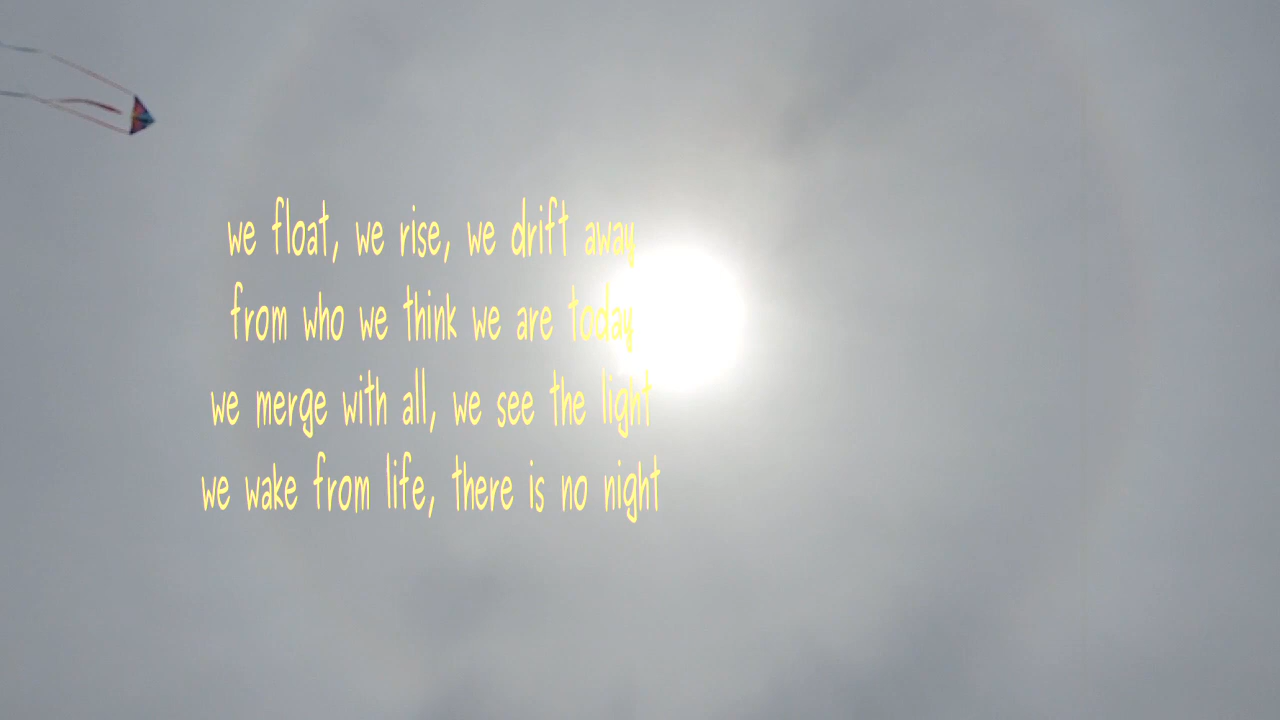 we float, we rise, we drift away
from who we think we are today
we merge with all, we see the light
we wake from life, there is no night